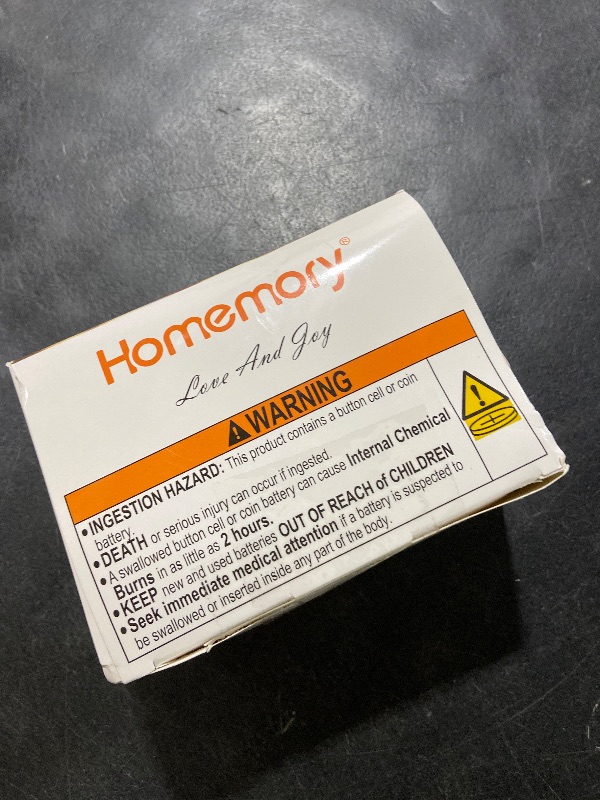 Homemory®
Love And Joy
WARNING
• INGESTION HAZARD: This product contains a button cell or coin
battery.
• DEATH or serious injury can occur if ingested.
• A swallowed button cell or coin battery can cause Internal Chemical
Burns in as little as 2 hours.
• KEEP new and used batteries OUT OF REACH of CHILDREN
• Seek immediate medical attention if a battery is suspected to
be swallowed or inserted inside any part of the body.